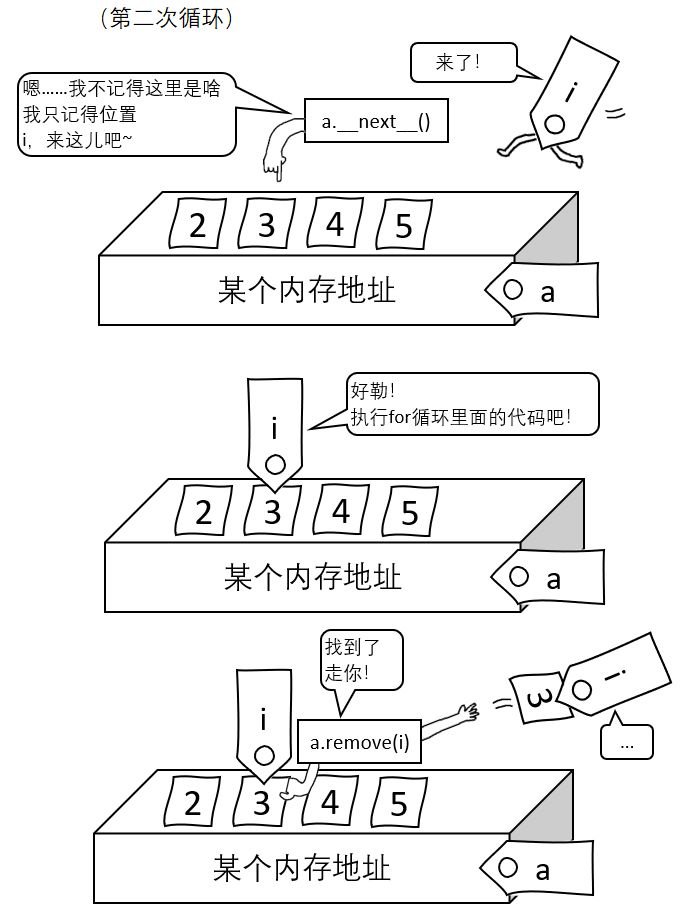 （第二次循环）
来了！
i
嗯……我不记得这里是啥
我只记得位置
i，来这儿吧~
a.__next__()
2 3 4 5
某个内存地址
a
好勒！
执行for循环里面的代码吧！
i
2 3 4 5
某个内存地址
a
找到了
走你！
i
a.remove(i)
3
i
...
2 3 4 5
某个内存地址
a